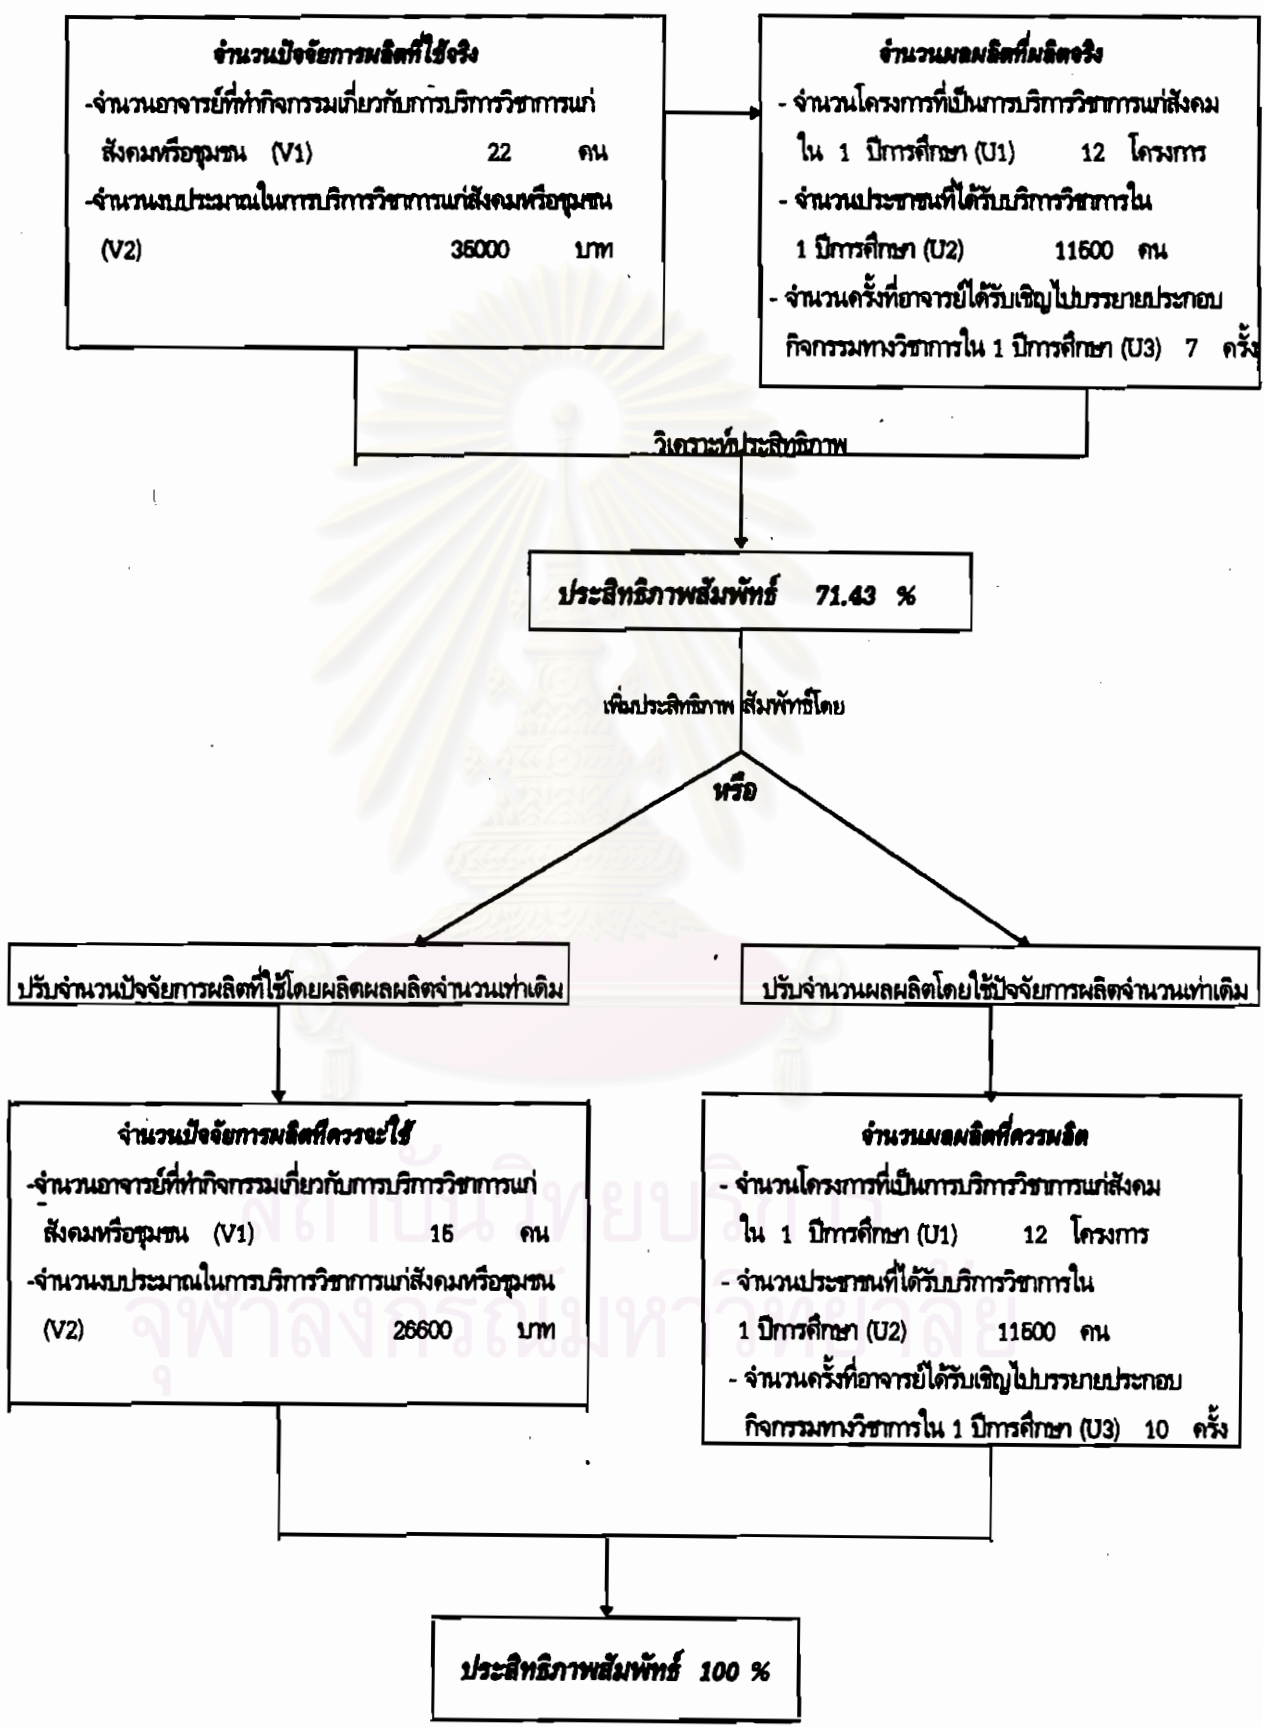 จำนวนปัจจัยการผลิตที่ใช้จริง
-จำนวนอาจารย์ที่ทำกิจกรรมเกี่ยวกับการบริการวิชาการแก่
สังคมหรือชุมชน (V1) 22 คน
-จำนวนงบประมาณในการบริการวิชาการแก่สังคมหรือชุมชน
(V2) 35000 บาท
จำนวนผลผลิตที่ผลิตจริง
- จำนวนโครงการที่เป็นการบริการวิชาการแก่สังคม
ใน 1 ปีการศึกษา (U1) 12 โครงการ
- จำนวนประชาชนที่ได้รับบริการวิชาการใน
1 ปีการศึกษา (U2) 11500 คน
- จำนวนครั้งที่อาจารย์ได้รับเชิญไปบรรยายประกอบ
กิจกรรมทางวิชาการใน 1 ปีการศึกษา (U3) 7 ครั้ง
วิเคราะห์ประสิทธิภาพ
ประสิทธิภาพสัมพัทธ์ 71.43 %
เพิ่มประสิทธิภาพ สัมพัทธ์โดย
หรือ
ปรับจำนวนปัจจัยการผลิตที่ใช้โดยผลิตผลผลิตจำนวนเท่าเดิม
ปรับจำนวนผลผลิตโดยใช้ปัจจัยการผลิตจำนวนเท่าเดิม
จำนวนปัจจัยการผลิตที่ควรจะใช้
-จำนวนอาจารย์ที่ทำกิจกรรมเกี่ยวกับการบริการวิชาการแก่
สังคมหรือชุมชน (V1) 15 คน
-จำนวนงบประมาณในการบริการวิชาการแก่สังคมหรือชุมชน
(V2) บาท
จำนวนผลผลิตที่ควรผลิต
- จำนวนโครงการที่เป็นการบริการวิชาการแก่สังคม
ใน 1 ปีการศึกษา (U1) 12 โครงการ
- จำนวนประชาชนที่ได้รับบริการวิชาการใน
1 ปีการศึกษา (U2) 11500 คน
- จำนวนครั้งที่อาจารย์ได้รับเชิญไปบรรยายประกอบ
กิจกรรมทางวิชาการใน 1 ปีการศึกษา (U3) 10 ครั้ง
ประสิทธิภาพสัมพัทธ์ 100 %
สถาบันวิทยบริการ
จุฬาลงกรณ์มหาวิทยาลัย